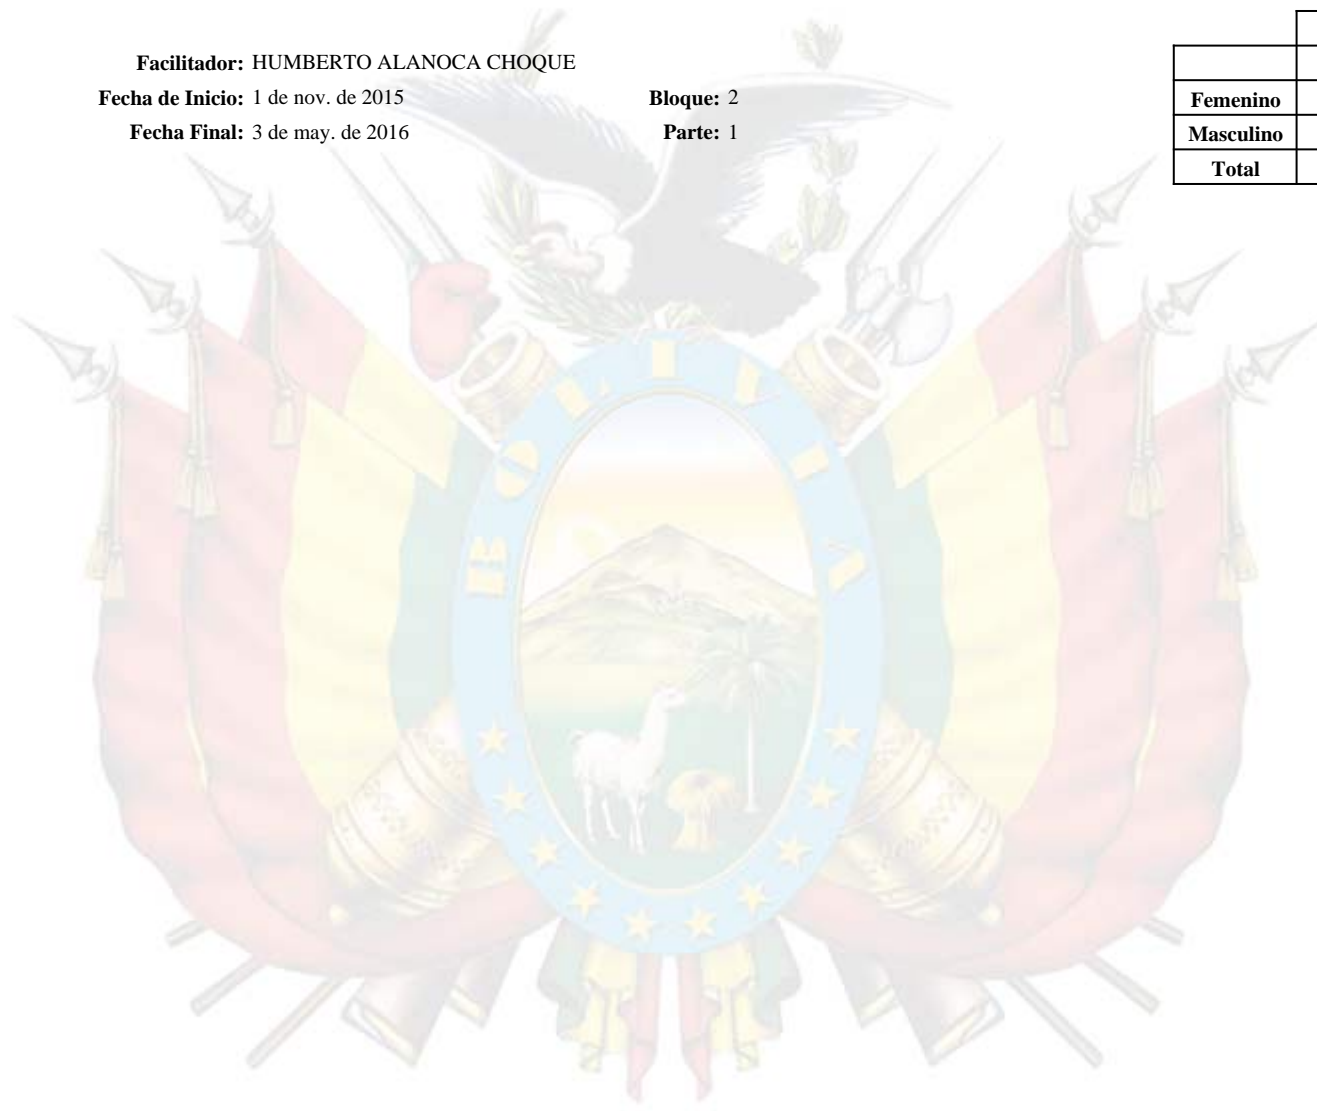 Facilitador: HUMBERTO ALANOCA CHOQUE
Fecha de Inicio: 1 de nov. de 2015 Bloque: 2
Fecha Final: 3 de may. de 2016 Parte: 1
Femenino
Masculino
Total
BOLIVIA